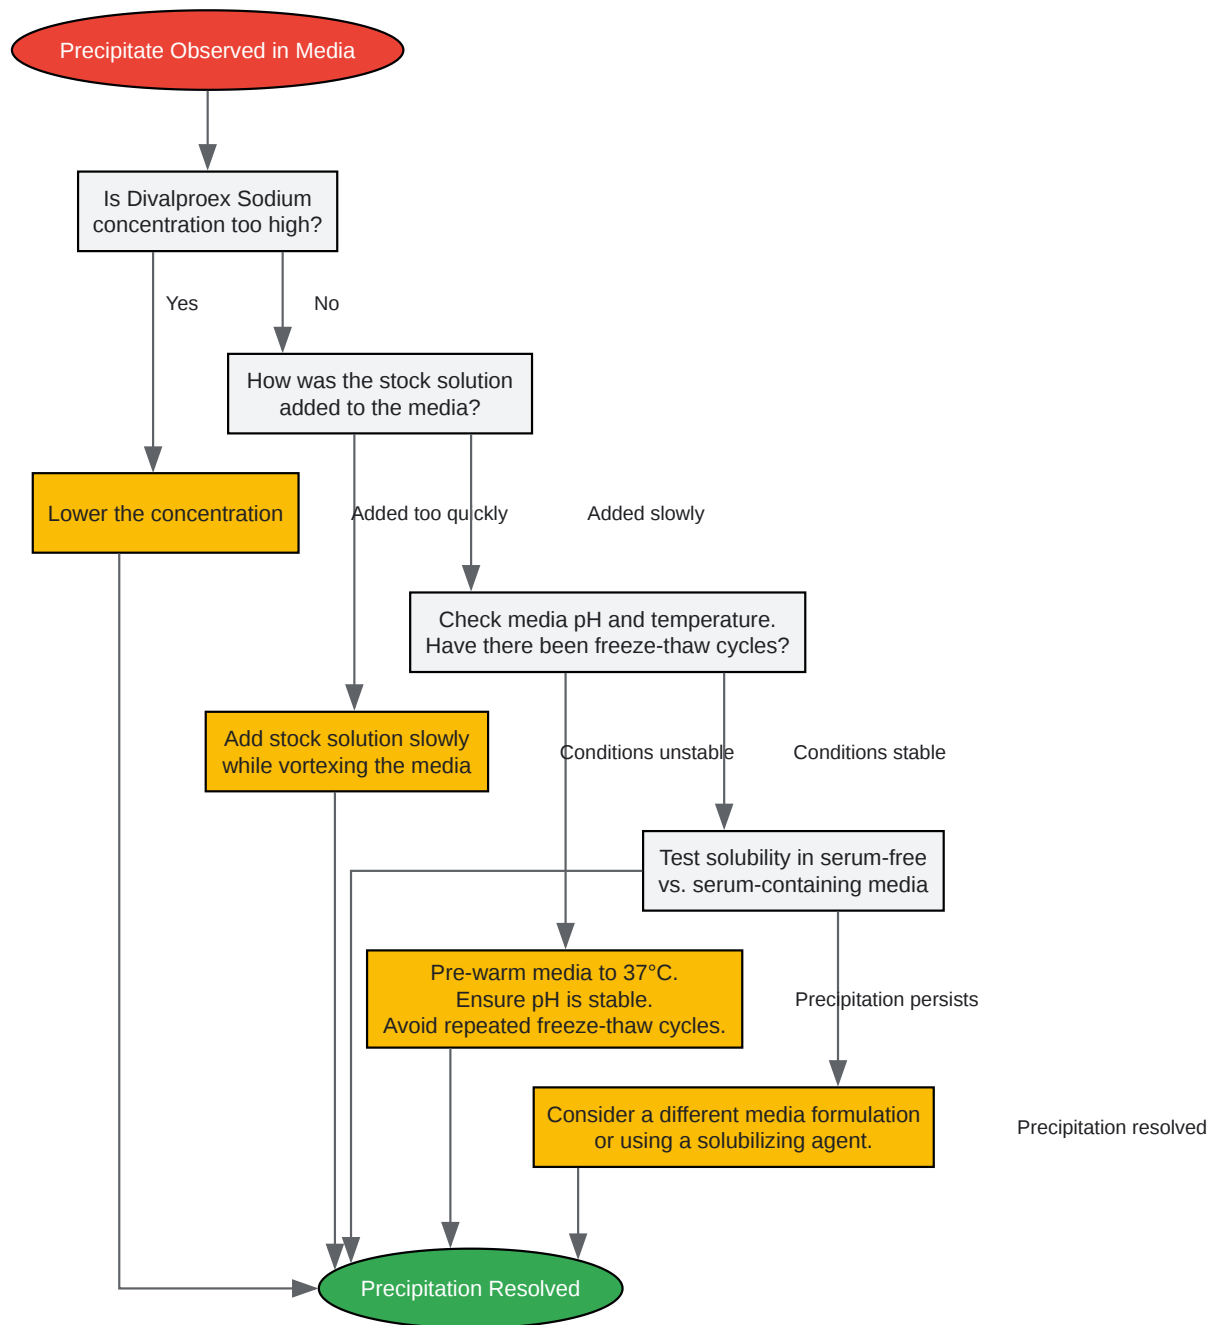 Precipitate Observed in Media
Is Divalproex Sodium
concentration too high?
Yes
No
How was the stock solution
added to the media?
Lower the concentration
Added too quickly
Added slowly
Check media pH and temperature.
Have there been freeze-thaw cycles?
Add stock solution slowly
while vortexing the media
Conditions unstable
Conditions stable
Test solubility in serum-free
vs. serum-containing media
Pre-warm media to 37°C.
Ensure pH is stable.
Avoid repeated freeze-thaw cycles.
Precipitation persists
Consider a different media formulation
or using a solubilizing agent.
Precipitation resolved
Precipitation Resolved